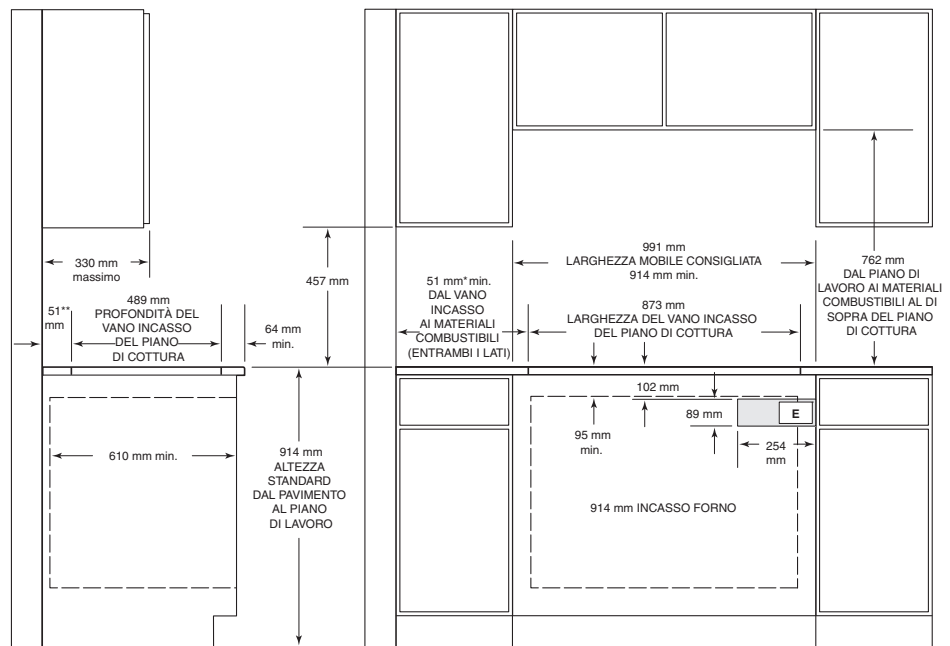 330 mm
massimo
51**
mm
489 mm
PROFONDITÀ DEL
VANO INCASSO
DEL PIANO
DI COTTURA
64 mm
min.
457 mm
610 mm min.
914 mm
ALTEZZA
STANDARD
DAL PAVIMENTO
AL PIANO
DI LAVORO
51 mm* min.
DAL VANO
INCASSO
AI MATERIALI
COMBUSTIBILI
(ENTRAMBI I LATI)
991 mm
LARGHEZZA MOBILE CONSIGLIATA
914 mm min.
873 mm
LARGHEZZA DEL VANO INCASSO
DEL PIANO DI COTTURA
762 mm
DAL PIANO DI
LAVORO AI MATERIALI
COMBUSTIBILI AL DI
SOPRA DEL PIANO
DI COTTURA
102 mm
89 mm
E
95 mm
min.
254
mm
914 mm INCASSO FORNO